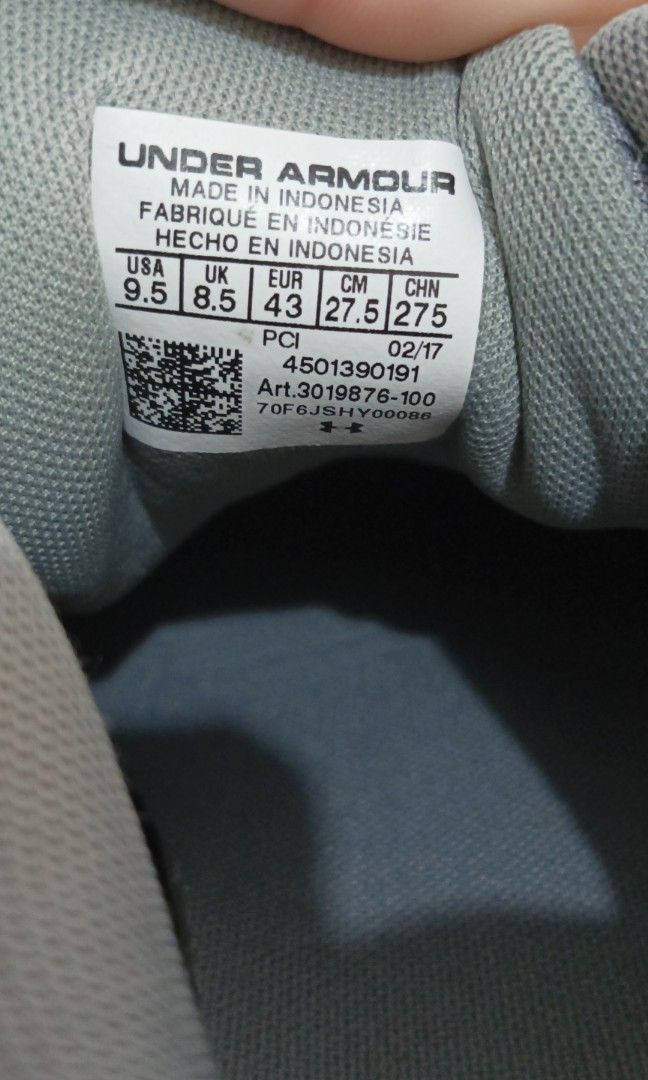 UNDER ARMOUR
MADE IN INDONESIA
FABRIQUÉ EN INDONÉSIE
HECHO EN INDONESIA
USA UK EUR CM CHN
9.5 8.5 43 27.5 275
PCI 02/17
4501390191
Art.3019876-100
70F6JSHY00086